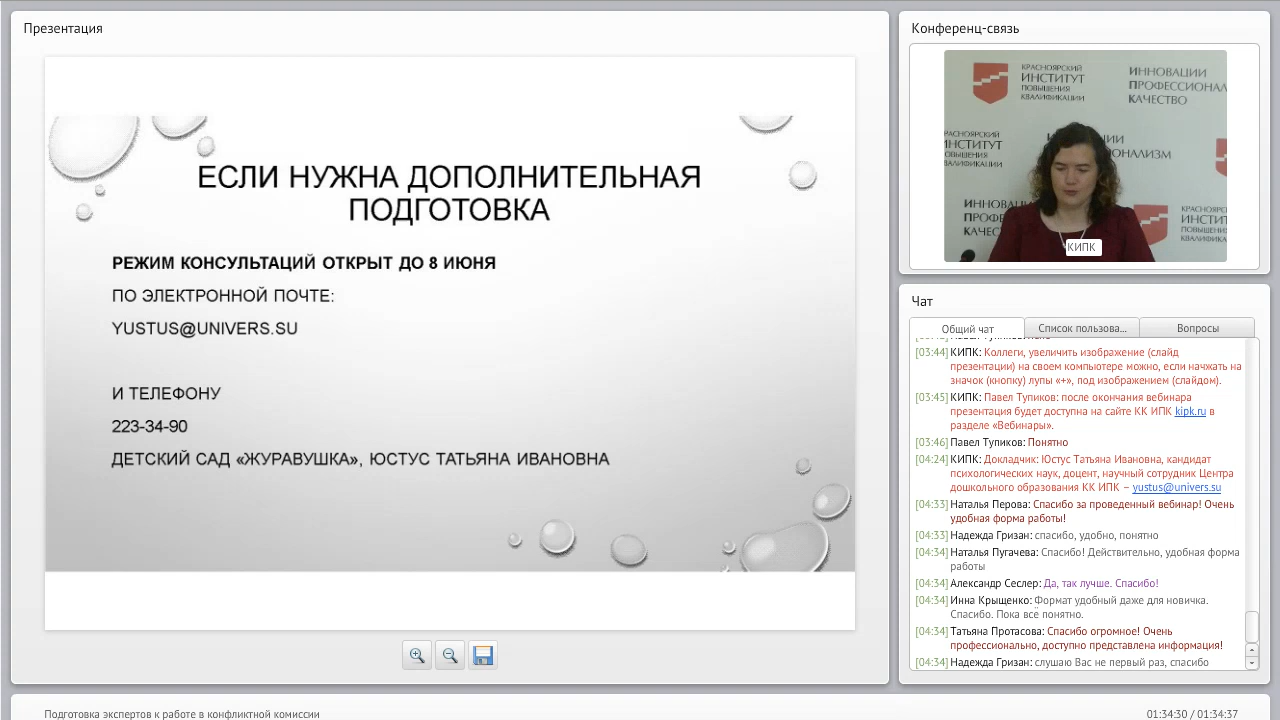 Презентация
ЕСЛИ НУЖНА ДОПОЛНИТЕЛЬНАЯ
ПОДГОТОВКА
РЕЖИМ КОНСУЛЬТАЦИЙ ОТКРЫТ ДО 8 ИЮНЯ
ПО ЭЛЕКТРОННОЙ ПОЧТЕ:
YUSTUS@UNIVERS.SU
И ТЕЛЕФОНУ
223-34-90
ДЕТСКИЙ САД «ЖУРАВУШКА», ЮСТУС ТАТЬЯНА ИВАНОВНА
Конференц-связь
КРАСНОЯРСКИЙ
ИНСТИТУТ
ПОВЫШЕНИЯ
КВАЛИФИКАЦИИ
ИННОВАЦИИ
ПРОФЕССИОНАЛ
КАЧЕСТВО
КРАСНОЯРСКИЙ
ИНСТИТУТ
ПОВЫШЕНИЯ
КВАЛИФИКАЦИИ
КИПК
Чат
Общий чат
Список пользова...
Вопросы
[03:44] КИПК: Коллеги, увеличить изображение (слайд
презентации) на своем компьютере можно, если начжать на
значок (кнопку) лупы «+», под изображением (слайдом).
[03:45] КИПК: Павел Тупиков: после окончания вебинара
презентация будет доступна на сайте КК ИПК kipk.ru в
разделе «Вебинары».
[03:46] Павел Тупиков: Понятно
[04:24] КИПК: Докладчик: Юстус Татьяна Ивановна, кандидат
психологических наук, доцент, научный сотрудник Центра
дошкольного образования КК ИПК – yustus@univers.su
[04:33] Наталья Перова: Спасибо за проведенный вебинар! Очень
удобная форма работы!
[04:33] Надежда Гризан: спасибо, удобно, понятно
[04:34] Наталья Пугачева: Спасибо! Действительно, удобная форма
работы
[04:34] Александр Сеслер: Да, так лучше. Спасибо!
[04:34] Инна Крыщенко: Формат удобный даже для новичка.
Спасибо. Пока всё понятно.
[04:34] Татьяна Протасова: Спасибо огромное! Очень
профессионально, доступно представлена информация!
[04:34] Надежда Гризан: слушаю Вас не первый раз, спасибо
Подготовка экспертов к работе в конфликтной комиссии
01:34:30 / 01:34:37